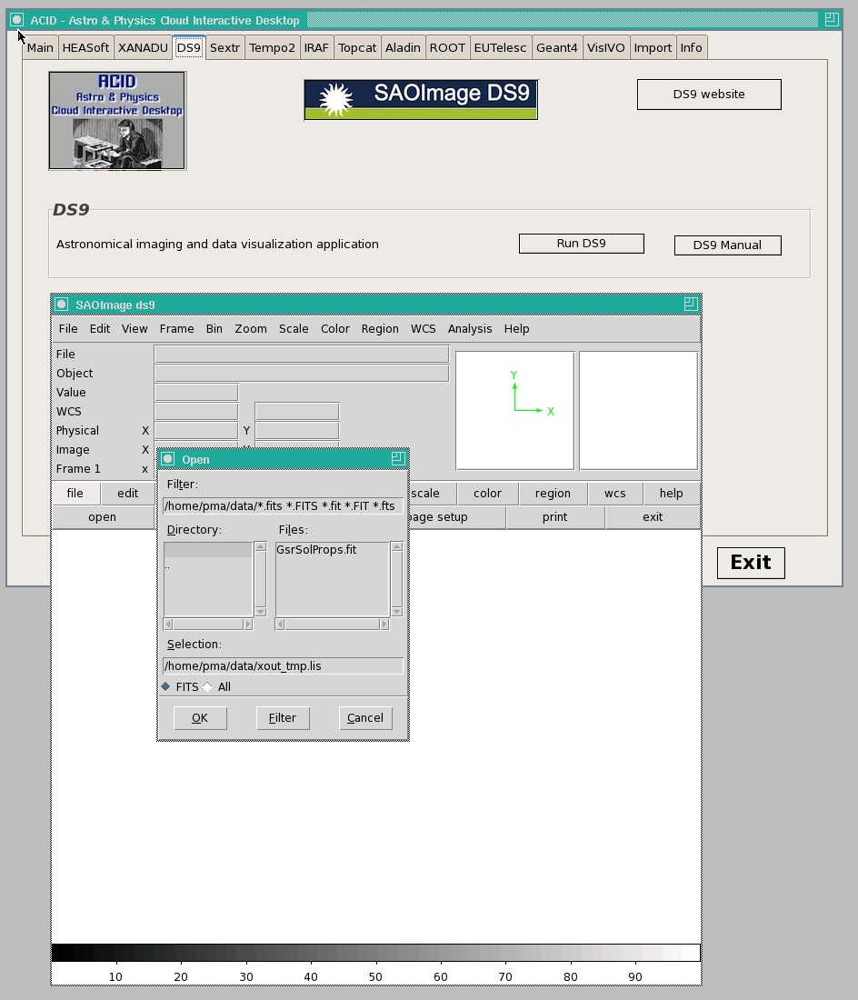 ACID - Astro & Physics Cloud Interactive Desktop
Main HEASoft XANADU DS9 Sextr Tempo2 IRAF Topcat Aladin ROOT EUTelesc Geant4 VisIVO Import Info
ACID
Astro & Physics
Cloud Interactive Desktop
SAOImage DS9
DS9 website
DS9
Astronomical imaging and data visualization application
Run DS9
DS9 Manual
SAOImage ds9
File Edit View Frame Bin Zoom Scale Color Region WCS Analysis Help
File
Object
Value
WCS
Physical X Y
Image X Y
Frame 1 x
Y
X
file edit scale color region wcs help
open page setup print exit
Open
Filter:
/home/pma/data/*.fits *.FITS *.fit *.FIT *.fts
Directory: Files:
GsrSolProps.fit
..
Selection:
/home/pma/data/xout_tmp.lis
FITS All
OK Filter Cancel
Exit
10 20 30 40 50 60 70 80 90